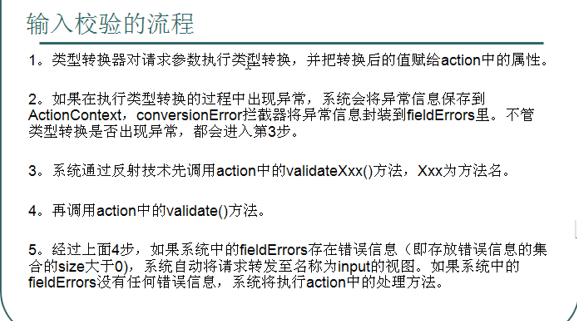 输入校验的流程
1。类型转换器对请求参数执行类型转换，并把转换后的值赋给action中的属性。
2。如果在执行类型转换的过程中出现异常，系统会将异常信息保存到
ActionContext，conversionError拦截器将异常信息封装到fieldErrors里。不管
类型转换是否出现异常，都会进入第3步。
3。系统通过反射技术先调用action中的validateXxx()方法，Xxx为方法名。
4。再调用action中的validate()方法。
5。经过上面4步，如果系统中的fieldErrors存在错误信息（即存放错误信息的集
合的size大于0)，系统自动将请求转发至名称为input的视图。如果系统中的
fieldErrors没有任何错误信息，系统将执行action中的处理方法。